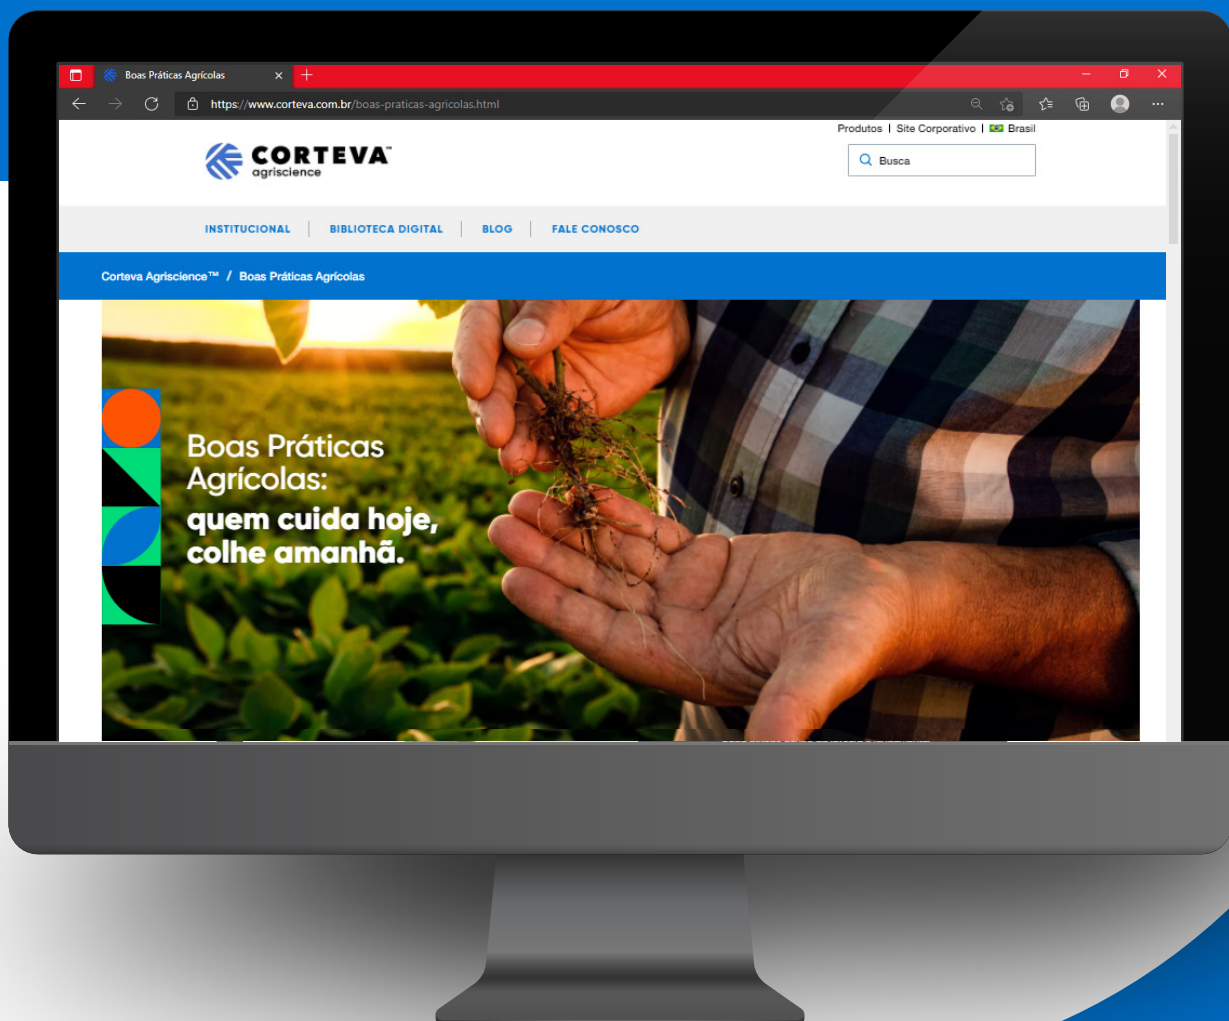 Boas Práticas Agrícolas
https://www.corteva.com.br/boas-praticas-agricolas.html
Produtos | Site Corporativo | Brasil
CORTEVA™
agriscience
Busca
INSTITUCIONAL | BIBLIOTECA DIGITAL | BLOG | FALE CONOSCO
Corteva Agriscience™ / Boas Práticas Agrícolas
Boas Práticas
Agrícolas:
quem cuida hoje,
colhe amanhã.